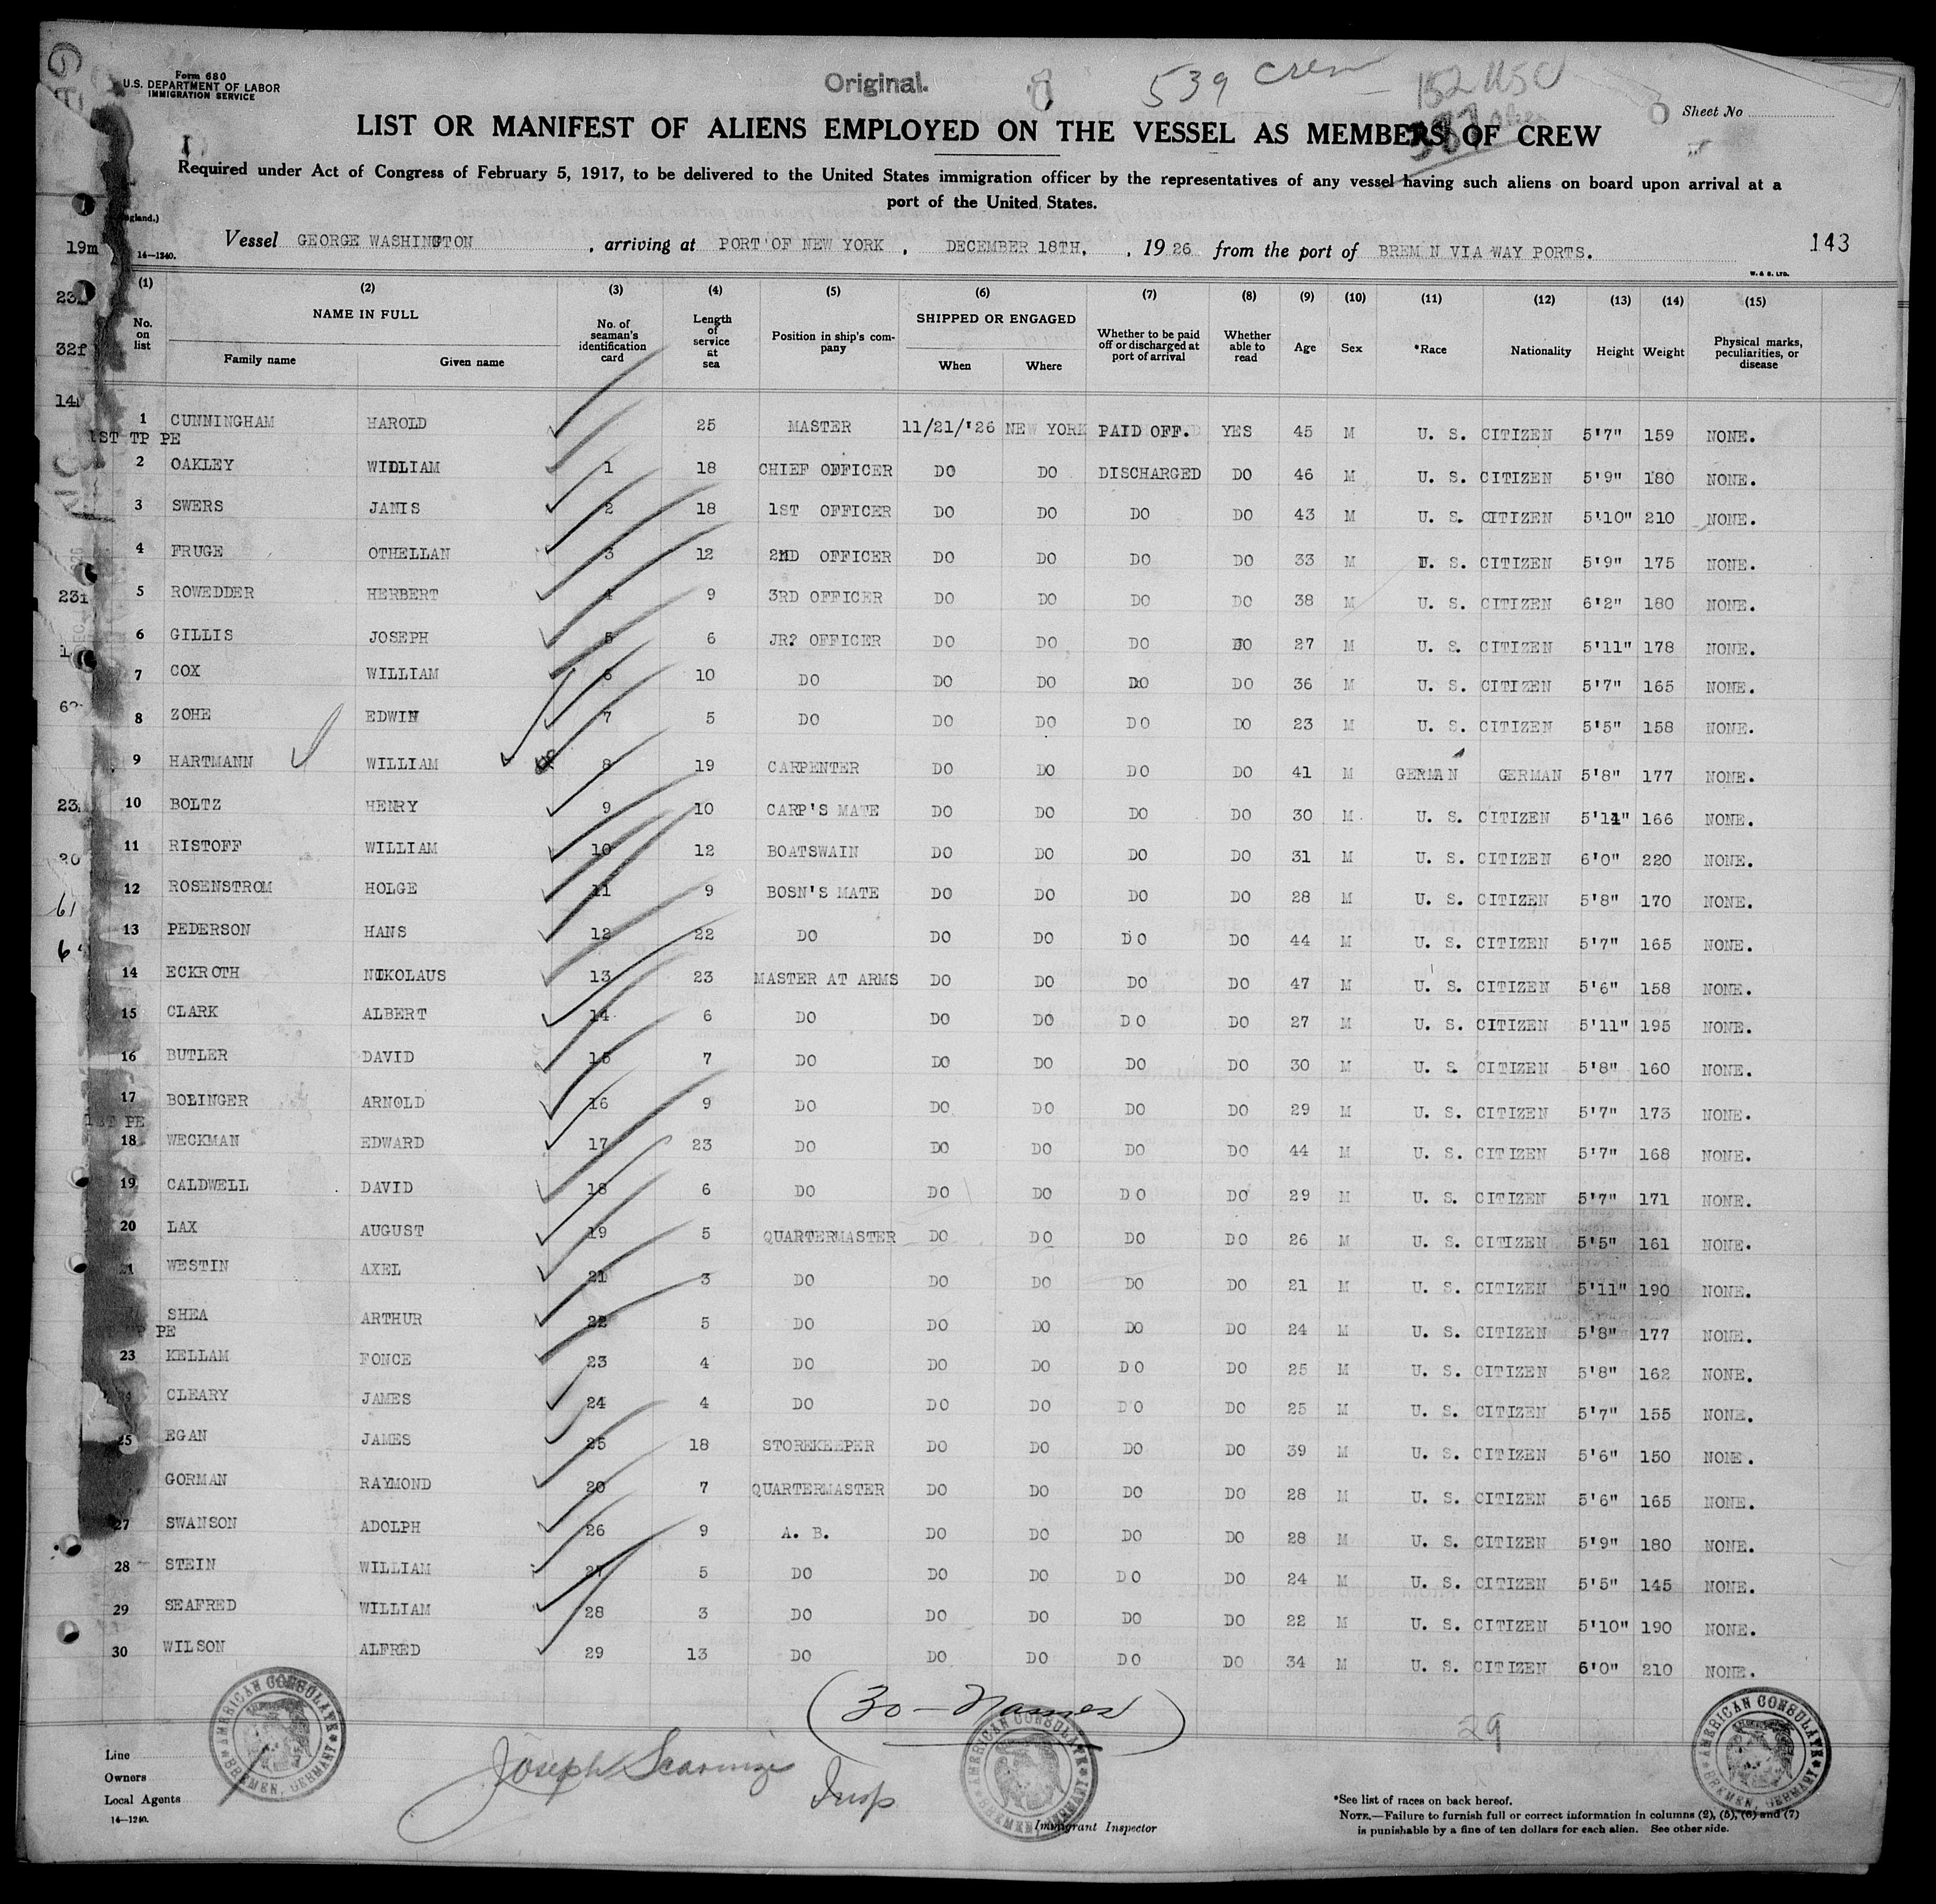 Form 680
U.S. DEPARTMENT OF LABOR
IMMIGRATION SERVICE
Original.
539 Crew
152 USC
387 Alien
Sheet No
LIST OR MANIFEST OF ALIENS EMPLOYED ON THE VESSEL AS MEMBERS OF CREW
Required under Act of Congress of February 5, 1917, to be delivered to the United States immigration officer by the representatives of any vessel having such aliens on board upon arrival at a
port of the United States.
Vessel GEORGE WASHINGTON , arriving at PORT OF NEW YORK , DECEMBER 18TH. , 1926 from the port of BREM N VIA WAY PORTS. 143
14—1240.
W. & S. LTD.
(1) (2) (3) (4) (5) (6) (7) (8) (9) (10) (11) (12) (13) (14) (15)
No. on list NAME IN FULL Family name Given name No. of seaman's identification card Length of service at sea Position in ship's company SHIPPED OR ENGAGED When Where Whether to be paid off or discharged at port of arrival Whether able to read Age Sex *Race Nationality Height Weight Physical marks, peculiarities, or disease
1 CUNNINGHAM HAROLD 25 MASTER 11/21/'26 NEW YORK PAID OFF. YES 45 M U. S. CITIZEN 5'7" 159 NONE.
1ST TP PE
2 OAKLEY WILLIAM 1 18 CHIEF OFFICER DO DO DISCHARGED DO 46 M U. S. CITIZEN 5'9" 180 NONE.
3 SWERS JANIS 2 18 1ST OFFICER DO DO DO DO 43 M U. S. CITIZEN 5'10" 210 NONE.
4 FRUGE OTHELLAN 3 12 2ND OFFICER DO DO DO DO 33 M U. S. CITIZEN 5'9" 175 NONE.
5 ROWEDDER HERBERT 4 9 3RD OFFICER DO DO DO DO 38 M U. S. CITIZEN 6'2" 180 NONE.
6 GILLIS JOSEPH 5 6 JR? OFFICER DO DO DO DO 27 M U. S. CITIZEN 5'11" 178 NONE.
7 COX WILLIAM 6 10 DO DO DO DO DO 36 M U. S. CITIZEN 5'7" 165 NONE.
8 ZOHE EDWIN 7 5 DO DO DO DO DO 23 M U. S. CITIZEN 5'5" 158 NONE.
9 HARTMANN WILLIAM 8 19 CARPENTER DO DO DO DO 41 M GERMAN GERMAN 5'8" 177 NONE.
10 BOLTZ HENRY 9 10 CARP'S MATE DO DO DO DO 30 M U. S. CITIZEN 5'11" 166 NONE.
11 RISTOFF WILLIAM 10 12 BOATSWAIN DO DO DO DO 31 M U. S. CITIZEN 6'0" 220 NONE.
12 ROSENSTROM HOLGE 11 9 BOSN'S MATE DO DO DO DO 28 M U. S. CITIZEN 5'8" 170 NONE.
13 PEDERSON HANS 12 22 DO DO DO DO DO 44 M U. S. CITIZEN 5'7" 165 NONE.
14 ECKROTH NIKOLAUS 13 23 MASTER AT ARMS DO DO DO DO 47 M U. S. CITIZEN 5'6" 158 NONE.
15 CLARK ALBERT 14 6 DO DO DO DO DO 27 M U. S. CITIZEN 5'11" 195 NONE.
16 BUTLER DAVID 15 7 DO DO DO DO DO 30 M U. S. CITIZEN 5'8" 160 NONE.
17 BOLINGER ARNOLD 16 9 DO DO DO DO DO 29 M U. S. CITIZEN 5'7" 173 NONE.
1ST PE
18 WECKMAN EDWARD 17 23 DO DO DO DO DO 44 M U. S. CITIZEN 5'7" 168 NONE.
19 CALDWELL DAVID 18 6 DO DO DO DO DO 29 M U. S. CITIZEN 5'7" 171 NONE.
20 LAX AUGUST 19 5 QUARTERMASTER DO DO DO DO 26 M U. S. CITIZEN 5'5" 161 NONE.
21 WESTIN AXEL 21 3 DO DO DO DO DO 21 M U. S. CITIZEN 5'11" 190 NONE.
SHEA ARTHUR 22 5 DO DO DO DO DO 24 M U. S. CITIZEN 5'8" 177 NONE.
PE
23 KELLAM FONCE 23 4 DO DO DO DO DO 25 M U. S. CITIZEN 5'8" 162 NONE.
CLEARY JAMES 24 4 DO DO DO DO DO 25 M U. S. CITIZEN 5'7" 155 NONE.
25 EGAN JAMES 25 18 STOREKEEPER DO DO DO DO 39 M U. S. CITIZEN 5'6" 150 NONE.
GORMAN RAYMOND 20 7 QUARTERMASTER DO DO DO DO 28 M U. S. CITIZEN 5'6" 165 NONE.
27 SWANSON ADOLPH 26 9 A. B. DO DO DO DO 28 M U. S. CITIZEN 5'9" 180 NONE.
28 STEIN WILLIAM 27 5 DO DO DO DO DO 24 M U. S. CITIZEN 5'5" 145 NONE.
29 SEAFRED WILLIAM 28 3 DO DO DO DO DO 22 M U. S. CITIZEN 5'10" 190 NONE.
30 WILSON ALFRED 29 13 DO DO DO DO DO 34 M U. S. CITIZEN 6'0" 210 NONE.
(30 - Names)
29
AMERICAN CONSULATE BREMEN, GERMANY
AMERICAN CONSULATE BREMEN, GERMANY
AMERICAN CONSULATE BREMEN, GERMANY
Line
Owners
Local Agents
14—1240.
Joseph
Insp
Immigrant Inspector
*See list of races on back hereof.
NOTE.—Failure to furnish full or correct information in columns (2), (5), (6) and (7)
is punishable by a fine of ten dollars for each alien. See other side.